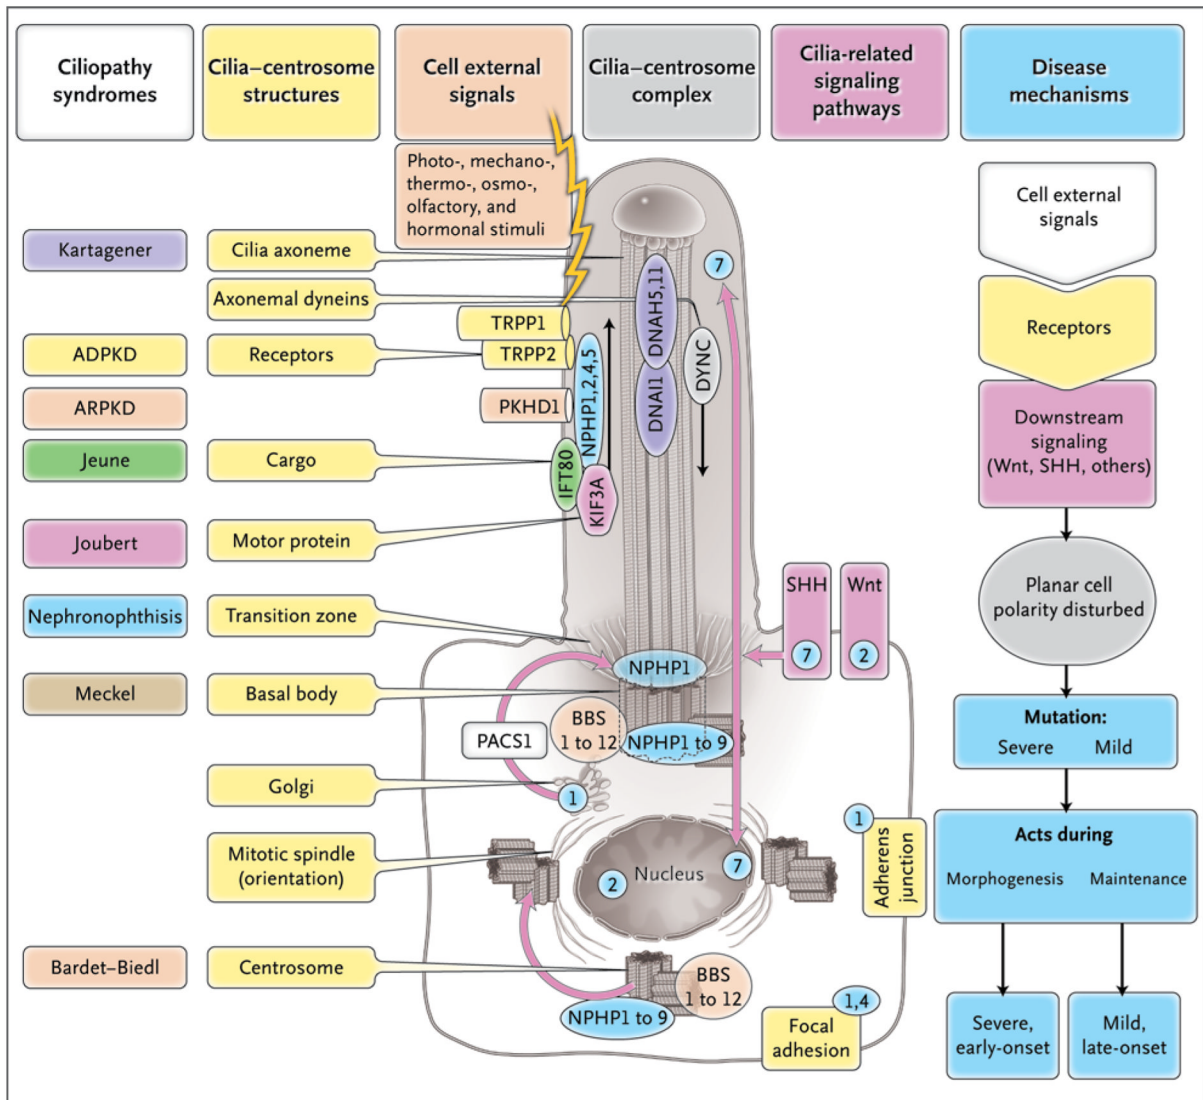 Ciliopathy
syndromes
Cilia–centrosome
structures
Cell external
signals
Cilia–centrosome
complex
Cilia-related
signaling
pathways
Disease
mechanisms
Photo-, mechano-,
thermo-, osmo-,
olfactory, and
hormonal stimuli
Kartagener
ADPKD
ARPKD
Jeune
Joubert
Nephronophthisis
Meckel
Bardet–Biedl
Cilia axoneme
Axonemal dyneins
Receptors
Cargo
Motor protein
Transition zone
Basal body
Golgi
Mitotic spindle
(orientation)
Centrosome
TRPP1
TRPP2
PKHD1
NPHP1,2,4,5
IFT80
KIF3A
DNAH5,11
DNAI1
DYNC
7
SHH
7
Wnt
2
NPHP1
BBS
1 to 12
NPHP1 to 9
PACS1
1
Nucleus
2
7
1
Adherens
junction
BBS
1 to 12
NPHP1 to 9
1,4
Focal
adhesion
Cell external
signals
Receptors
Downstream
signaling
(Wnt, SHH, others)
Planar cell
polarity disturbed
Mutation:
Severe Mild
Acts during
Morphogenesis Maintenance
Severe,
early-onset
Mild,
late-onset